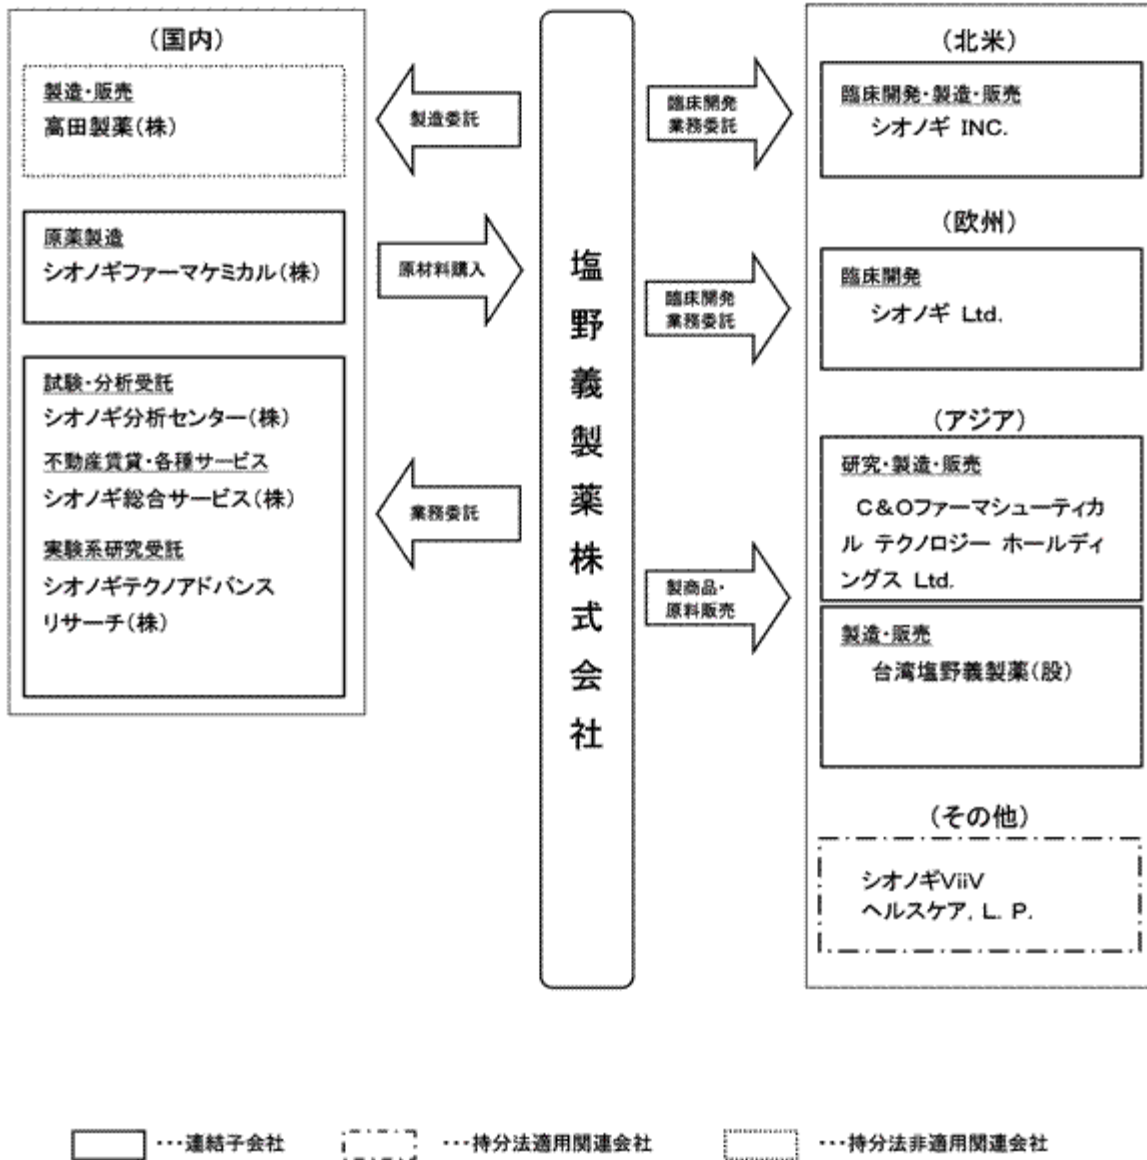 （国内）
製造・販売
高田製薬（株）
製造委託
原薬製造
シオノギファーマケミカル（株）
原材料購入
試験・分析受託
シオノギ分析センター（株）
不動産賃貸・各種サービス
シオノギ総合サービス（株）
実験系研究受託
シオノギテクノアドバンス
リサーチ（株）
業務委託
塩野義製薬株式会社
（北米）
臨床開発
業務委託
臨床開発・製造・販売
シオノギ INC.
（欧州）
臨床開発
業務委託
臨床開発
シオノギ Ltd.
（アジア）
製商品・
原料販売
研究・製造・販売
C＆Oファーマシューティカ
ル テクノロジー ホールディ
ングス Ltd.
製造・販売
台湾塩野義製薬（股）
（その他）
シオノギViiV
ヘルスケア, L. P.
･･･連結子会社
･･･持分法適用関連会社
･･･持分法非適用関連会社